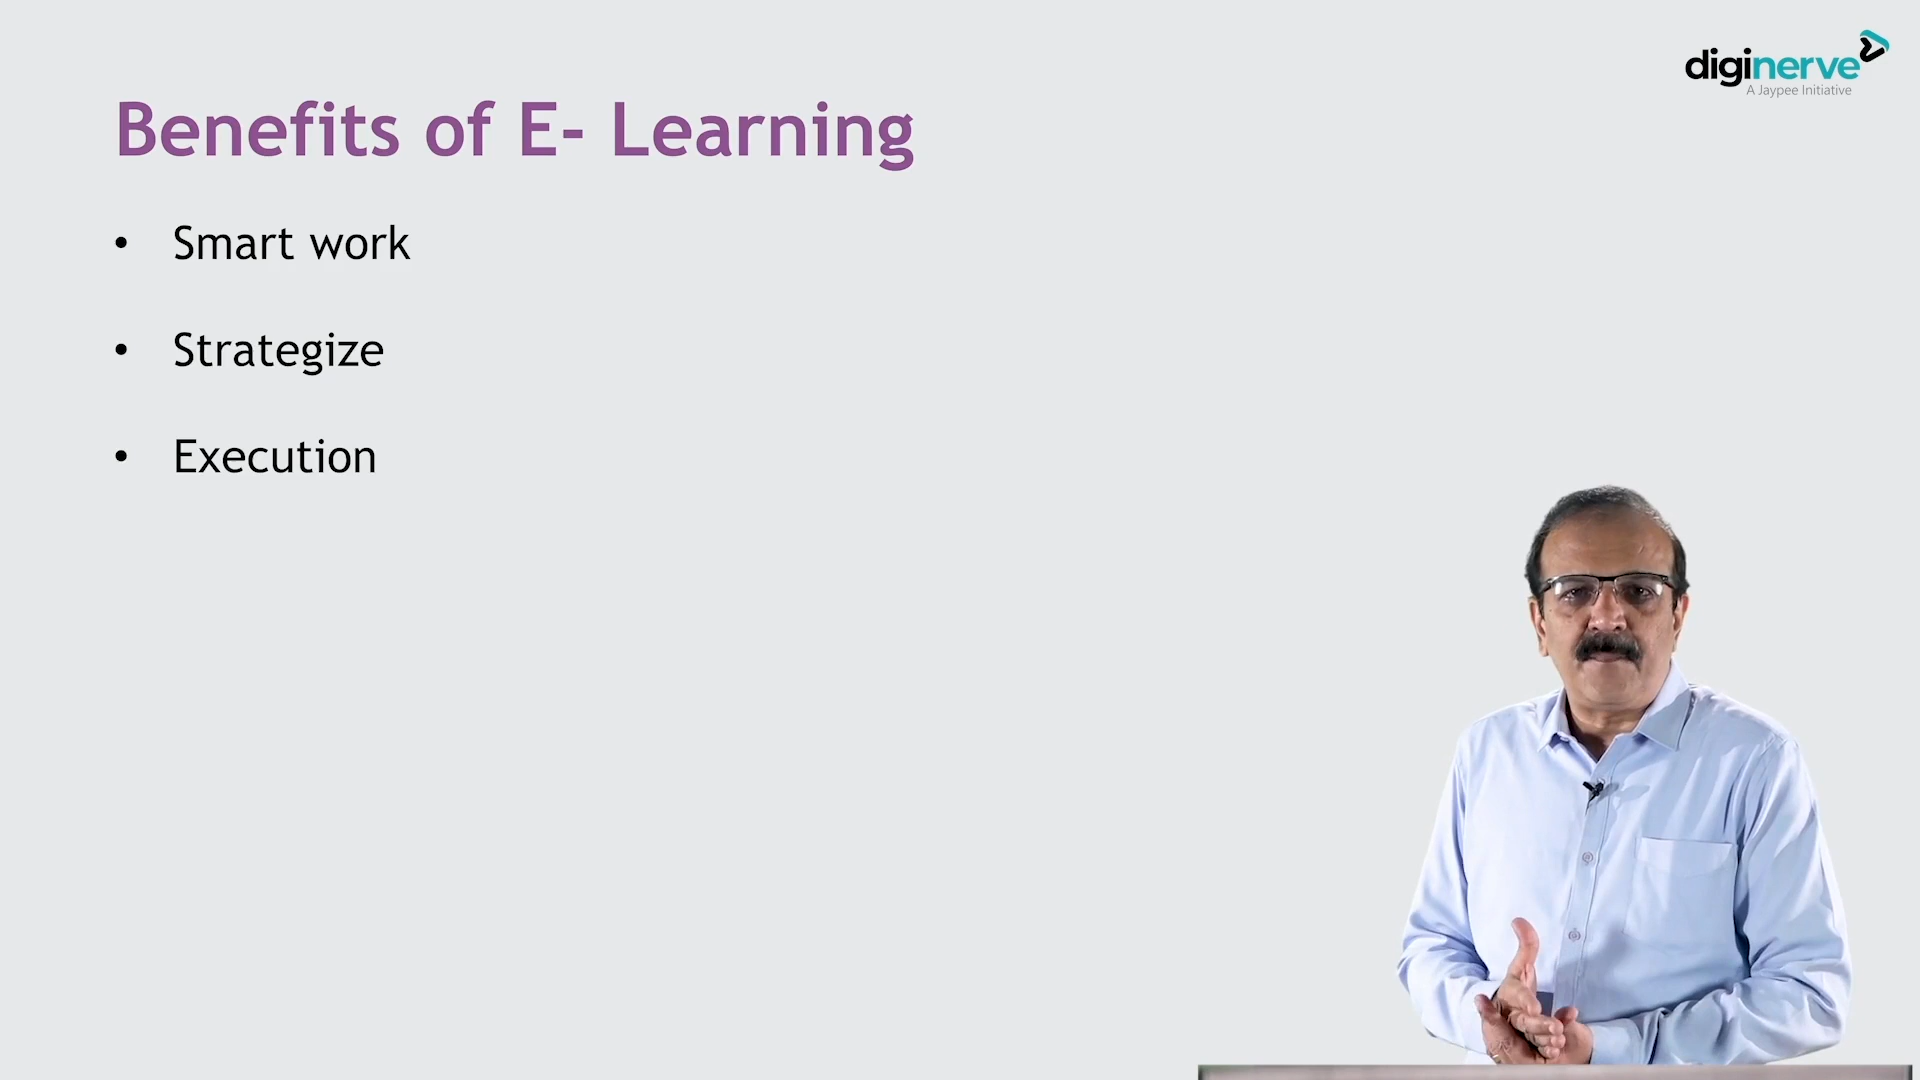 diginerve
A Jaypee Initiative
Benefits of E- Learning
• Smart work
• Strategize
• Execution